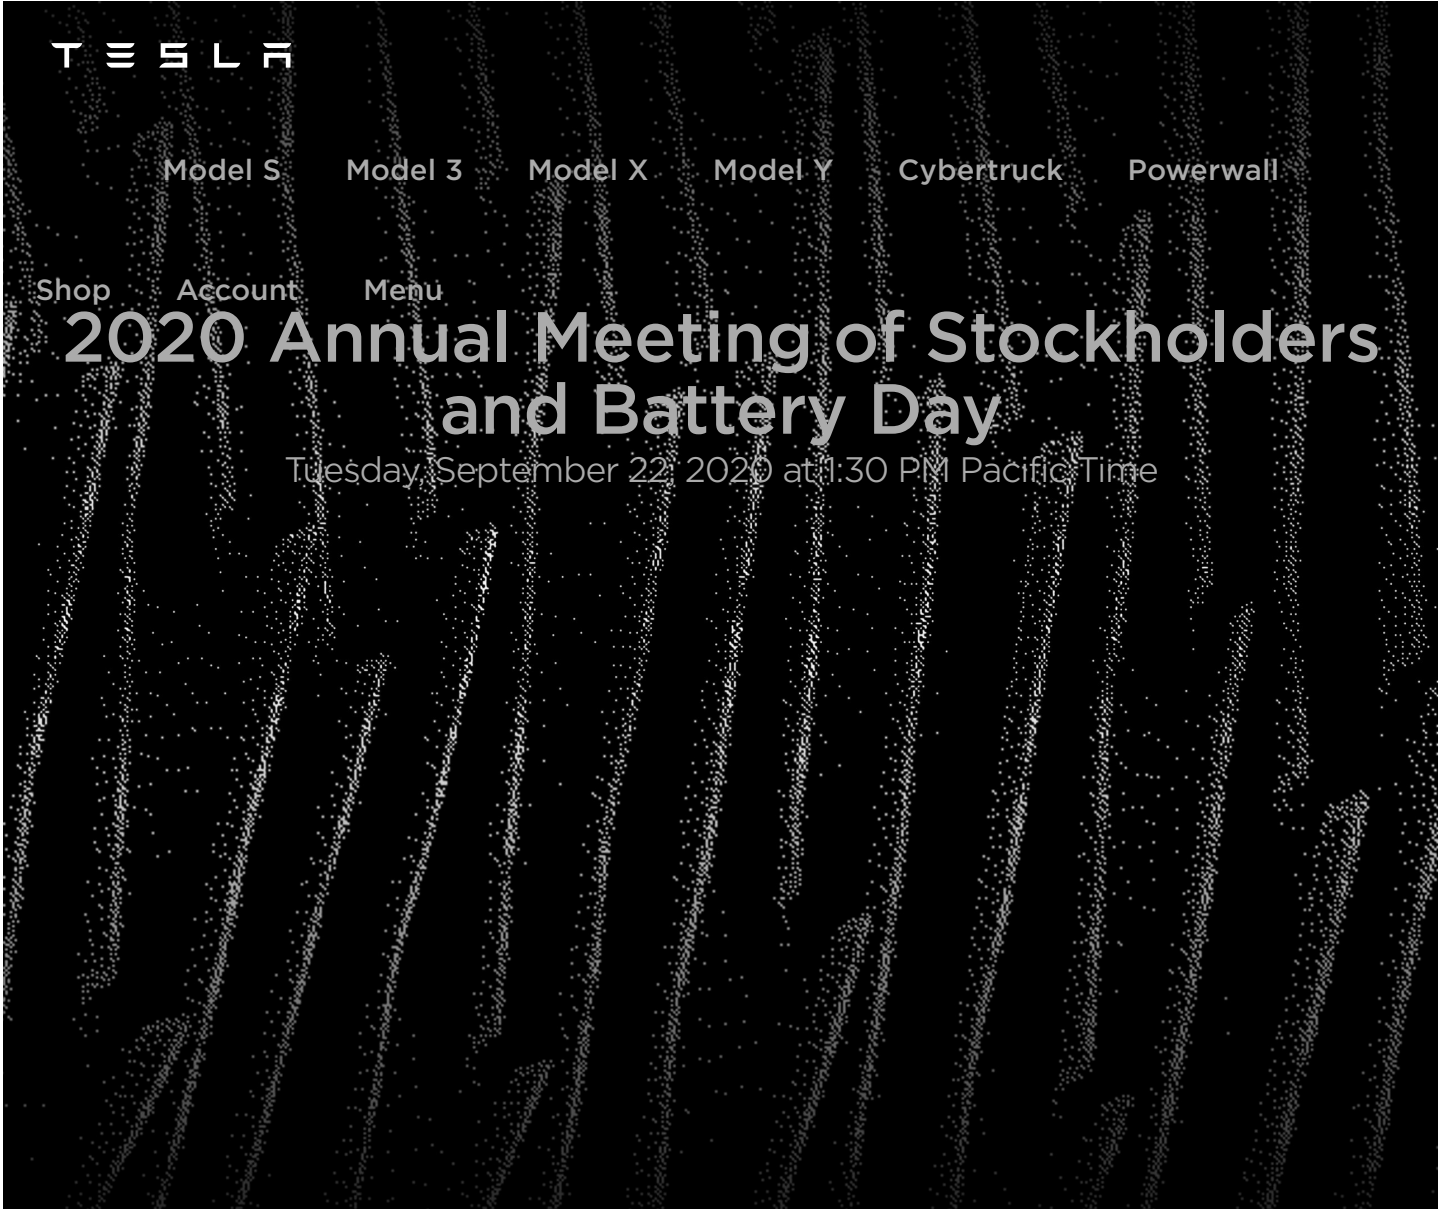 TESLA
Model S Model 3 Model X Model Y Cybertruck Powerwall
Shop Account Menu
2020 Annual Meeting of Stockholders
and Battery Day
Tuesday, September 22, 2020 at 1:30 PM Pacific Time